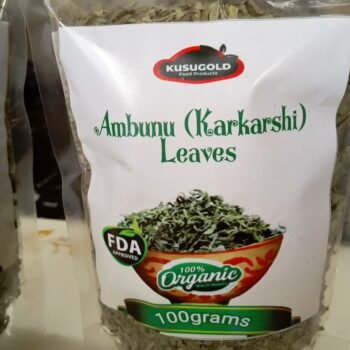 KUSUGOLD
Food Products
Ambunu (Karkarshi)
Leaves
FDA
APPROVED
100%
Organic
100grams